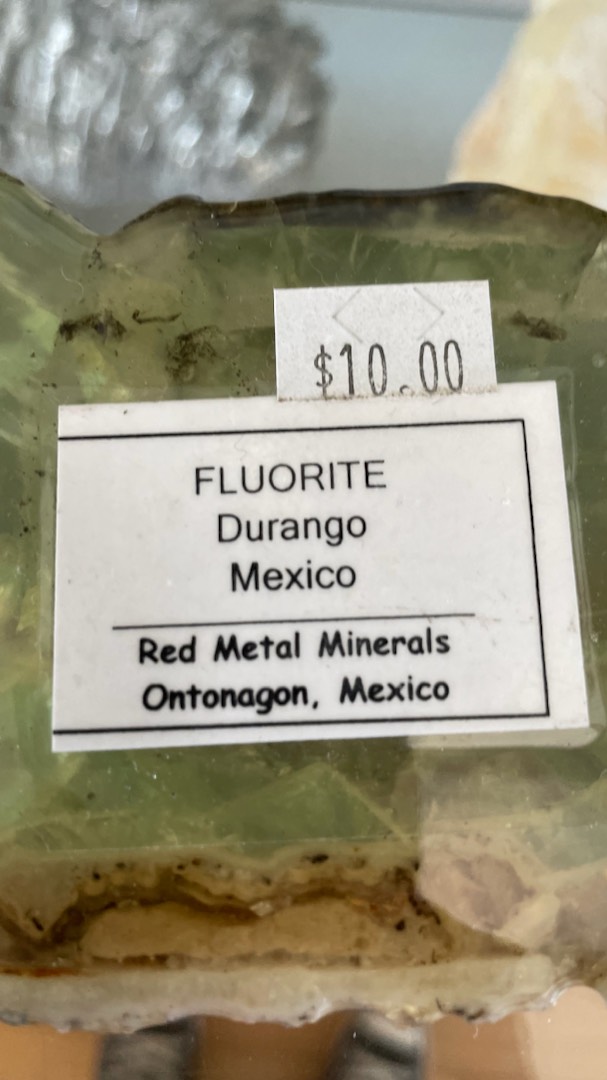 $10.00
FLUORITE
Durango
Mexico
Red Metal Minerals
Ontonagon, Mexico